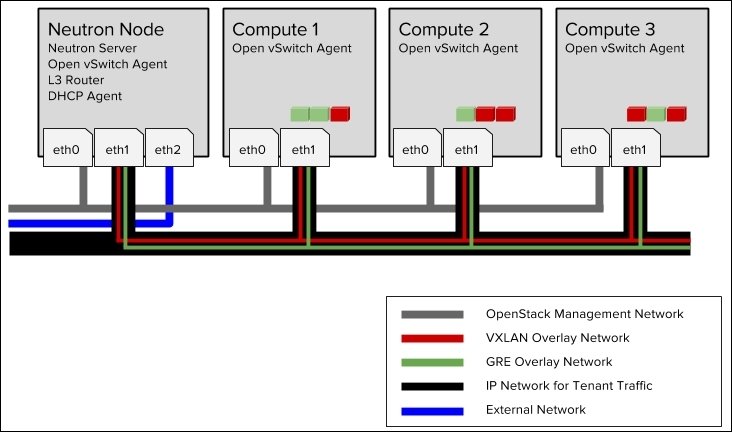 Neutron Node
Neutron Server
Open vSwitch Agent
L3 Router
DHCP Agent
Compute 1
Open vSwitch Agent
Compute 2
Open vSwitch Agent
Compute 3
Open vSwitch Agent
eth0
eth1
eth2
eth0
eth1
eth0
eth1
eth0
eth1
OpenStack Management Network
VXLAN Overlay Network
GRE Overlay Network
IP Network for Tenant Traffic
External Network